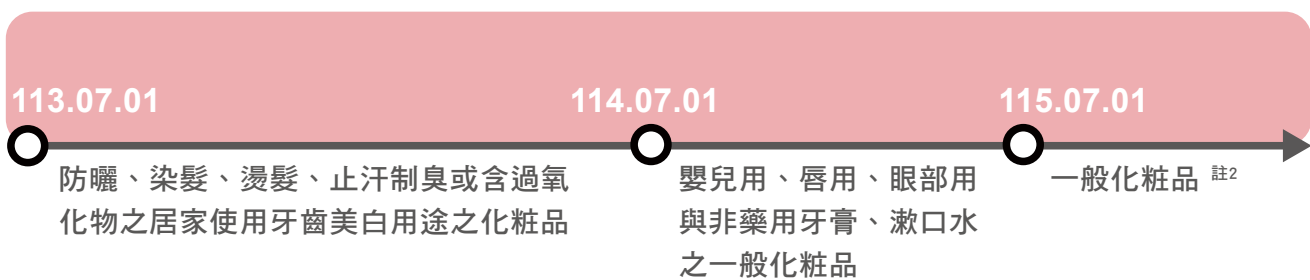 113.07.01
114.07.01
115.07.01
防曬、染髮、燙髮、止汗制臭或含過氧
化物之居家使用牙齒美白用途之化粧品
嬰兒用、唇用、眼部用
與非藥用牙膏、漱口水
之一般化粧品
一般化粧品 註2